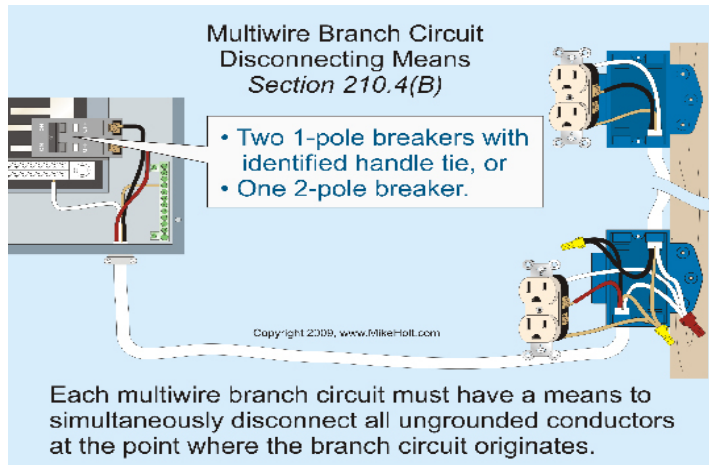 Multiwire Branch Circuit
Disconnecting Means
Section 210.4(B)
• Two 1-pole breakers with
identified handle tie, or
• One 2-pole breaker.
Copyright 2009, www.MikeHolt.com
Each multiwire branch circuit must have a means to
simultaneously disconnect all ungrounded conductors
at the point where the branch circuit originates.